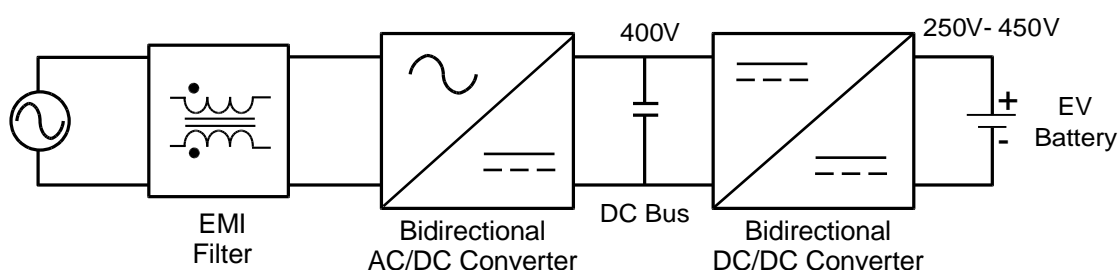 400V
250V- 450V
+
EV
Battery
-
DC Bus
EMI
Filter
Bidirectional
AC/DC Converter
Bidirectional
DC/DC Converter